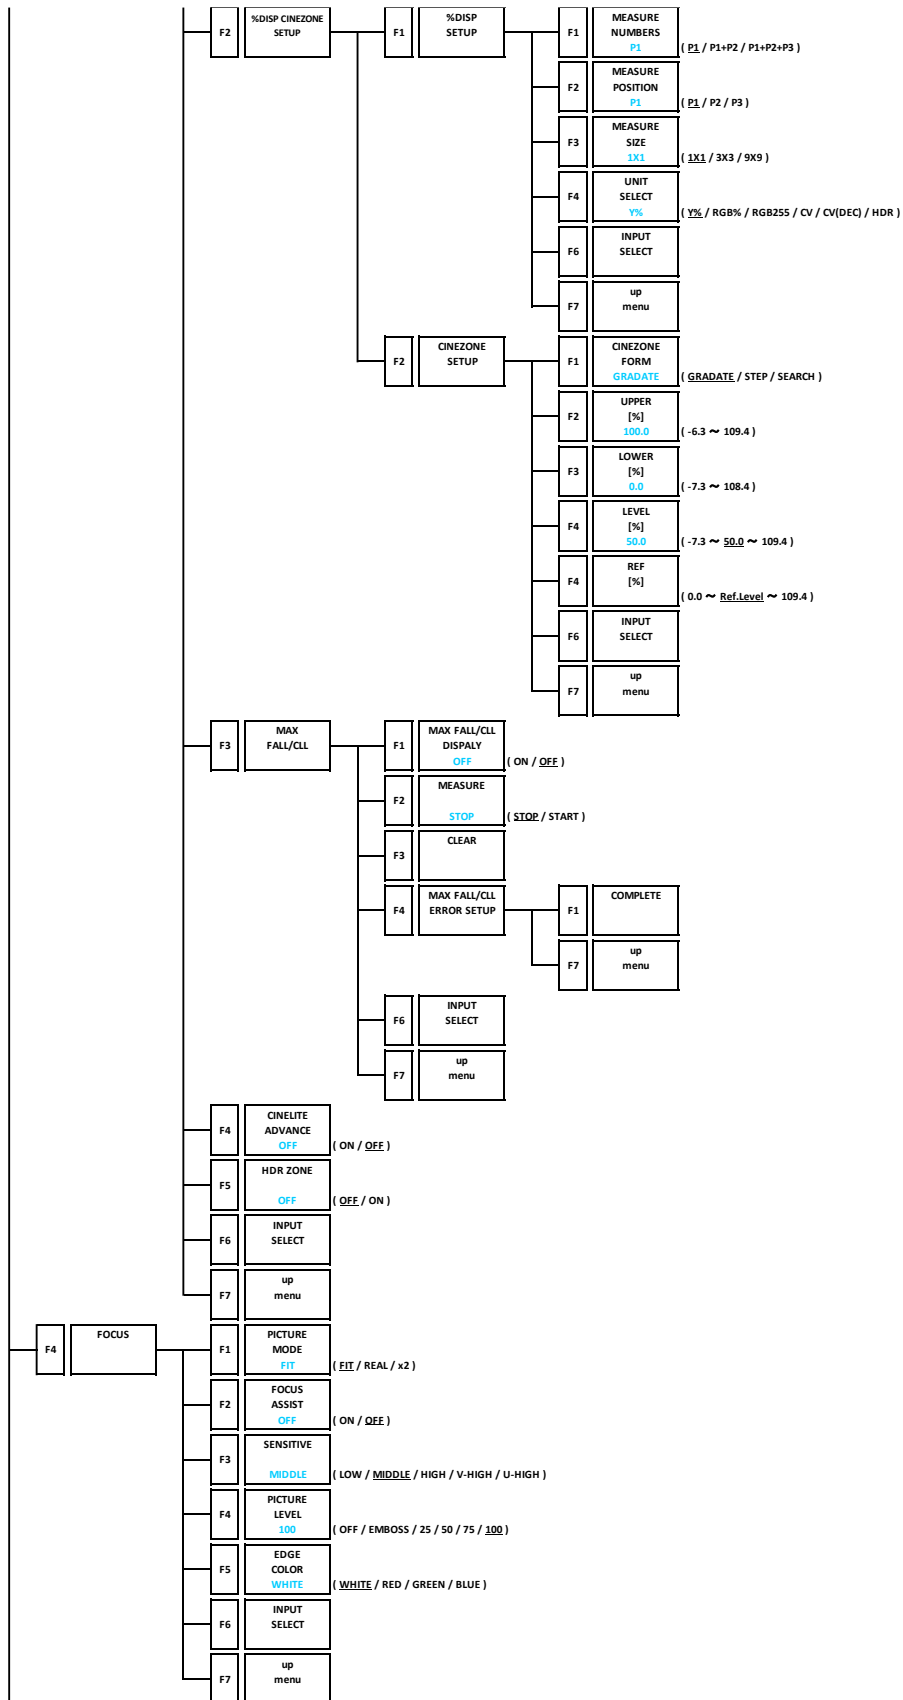 F2
%DISP CINEZONE
SETUP
F1
%DISP
SETUP
F1
MEASURE
NUMBERS
P1
( P1 / P1+P2 / P1+P2+P3 )
F2
MEASURE
POSITION
P1
( P1 / P2 / P3 )
F3
MEASURE
SIZE
1X1
( 1X1 / 3X3 / 9X9 )
F4
UNIT
SELECT
Y%
( Y% / RGB% / RGB255 / CV / CV(DEC) / HDR )
F6
INPUT
SELECT
F7
up
menu
F2
CINEZONE
SETUP
F1
CINEZONE
FORM
GRADATE
( GRADATE / STEP / SEARCH )
F2
UPPER
[%]
100.0
( -6.3 ～ 109.4 )
F3
LOWER
[%]
0.0
( -7.3 ～ 108.4 )
F4
LEVEL
[%]
50.0
( -7.3 ～ 50.0 ～ 109.4 )
F4
REF
[%]
( 0.0 ～ Ref.Level ～ 109.4 )
F6
INPUT
SELECT
F7
up
menu
F3
MAX
FALL/CLL
F1
MAX FALL/CLL
DISPALY
OFF
( ON / OFF )
F2
MEASURE
STOP
( STOP / START )
F3
CLEAR
F4
MAX FALL/CLL
ERROR SETUP
F1
COMPLETE
F7
up
menu
F6
INPUT
SELECT
F7
up
menu
F4
CINELITE
ADVANCE
OFF
( ON / OFF )
F5
HDR ZONE
OFF
( OFF / ON )
F6
INPUT
SELECT
F7
up
menu
F4
FOCUS
F1
PICTURE
MODE
FIT
( FIT / REAL / x2 )
F2
FOCUS
ASSIST
OFF
( ON / OFF )
F3
SENSITIVE
MIDDLE
( LOW / MIDDLE / HIGH / V-HIGH / U-HIGH )
F4
PICTURE
LEVEL
100
( OFF / EMBOSS / 25 / 50 / 75 / 100 )
F5
EDGE
COLOR
WHITE
( WHITE / RED / GREEN / BLUE )
F6
INPUT
SELECT
F7
up
menu